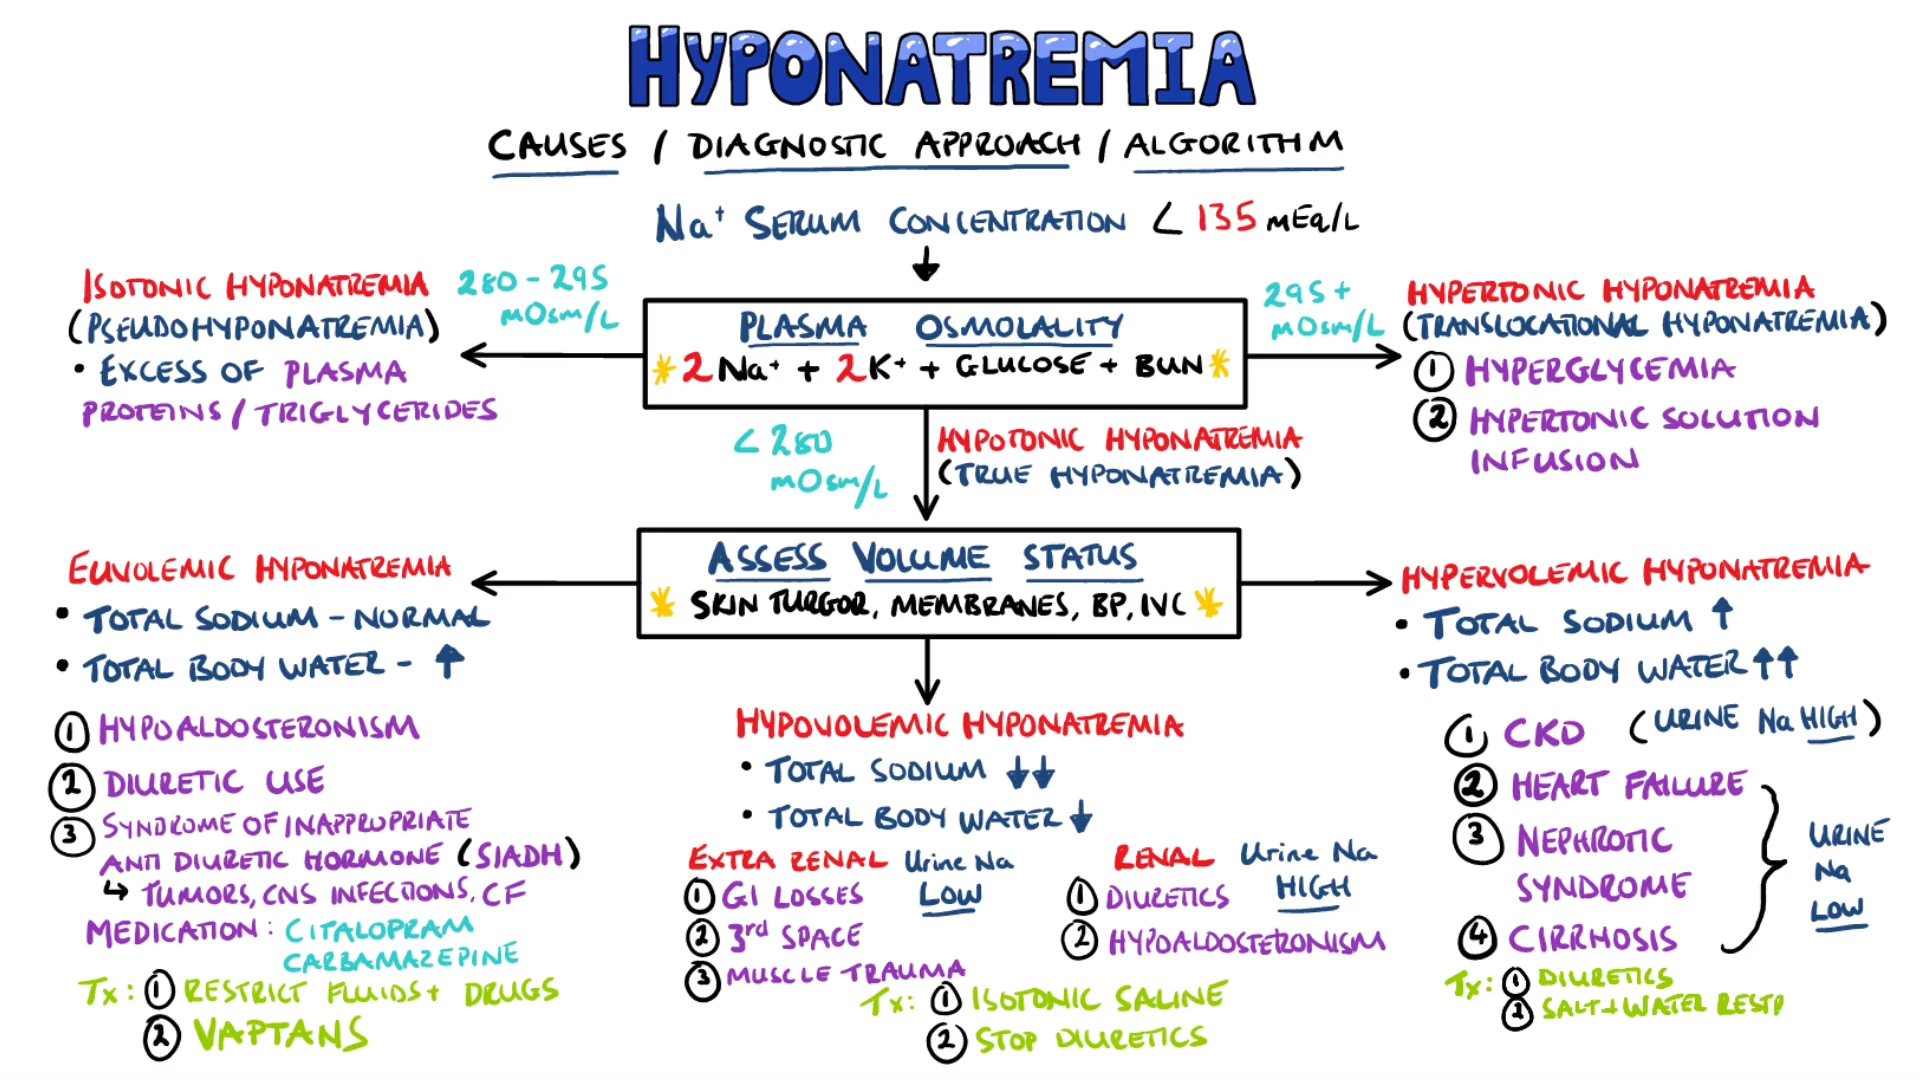 HYPONATREMIA
CAUSES / DIAGNOSTIC APPROACH / ALGORITHM
Na⁺ SERUM CONCENTRATION < 135 mEq/L
ISOTONIC HYPONATREMIA
(PSEUDOHYPONATREMIA)
• EXCESS OF PLASMA
PROTEINS / TRIGLYCERIDES
280 - 295
mOsm/L
PLASMA OSMOLALITY
* 2Na⁺ + 2K⁺ + GLUCOSE + BUN *
295 +
mOsm/L
HYPERTONIC HYPONATREMIA
(TRANSLOCATIONAL HYPONATREMIA)
① HYPERGLYCEMIA
② HYPERTONIC SOLUTION
INFUSION
< 280
mOsm/L
HYPOTONIC HYPONATREMIA
(TRUE HYPONATREMIA)
ASSESS VOLUME STATUS
* SKIN TURGOR, MEMBRANES, BP, IVC *
EUVOLEMIC HYPONATREMIA
• TOTAL SODIUM - NORMAL
• TOTAL BODY WATER - ↑
① HYPOALDOSTERONISM
② DIURETIC USE
③ SYNDROME OF INAPPROPRIATE
ANTI DIURETIC HORMONE (SIADH)
↳ TUMORS, CNS INFECTIONS, CF
MEDICATION: CITALOPRAM
CARBAMAZEPINE
Tx: ① RESTRICT FLUIDS + DRUGS
② VAPTANS
HYPOVOLEMIC HYPONATREMIA
• TOTAL SODIUM ↓↓
• TOTAL BODY WATER ↓
EXTRA RENAL Urine Na
LOW
① GI LOSSES
② 3rd SPACE
③ MUSCLE TRAUMA
RENAL Urine Na
HIGH
① DIURETICS
② HYPOALDOSTERONISM
Tx: ① ISOTONIC SALINE
② STOP DIURETICS
HYPERVOLEMIC HYPONATREMIA
• TOTAL SODIUM ↑
• TOTAL BODY WATER ↑↑
① CKD (URINE Na HIGH)
② HEART FAILURE
③ NEPHROTIC
SYNDROME
④ CIRRHOSIS
URINE
Na
LOW
Tx: ① DIURETICS
② SALT + WATER RESTR